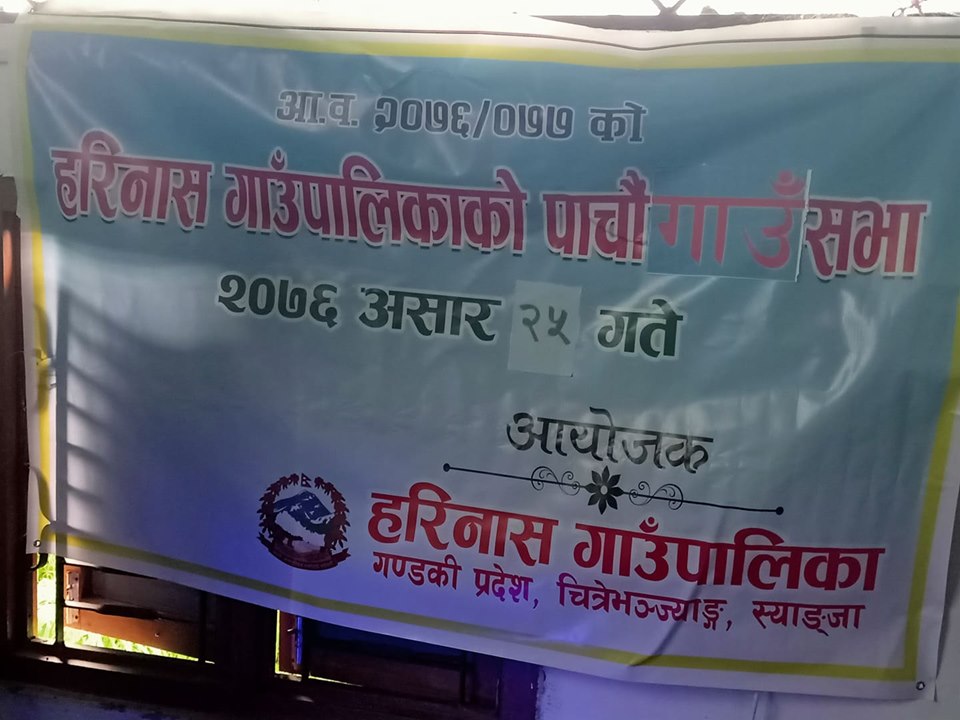 आ.व. २०७६/०७७ को
हरिनास गाउँपालिकाको पाचौ गाउँ सभा
२०७६ असार २५ गते
आयोजक
हरिनास गाउँपालिका
गण्डकी प्रदेश, चित्रेभञ्ज्याङ्ग, स्याङ्जा